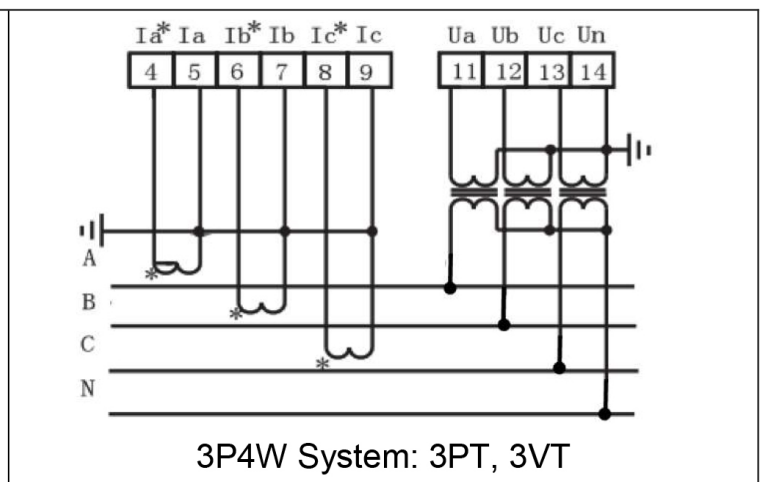 Ia* Ia Ib* Ib Ic* Ic Ua Ub Uc Un
4 5 6 7 8 9 11 12 13 14
A
*
B
*
C
*
N
3P4W System: 3PT, 3VT